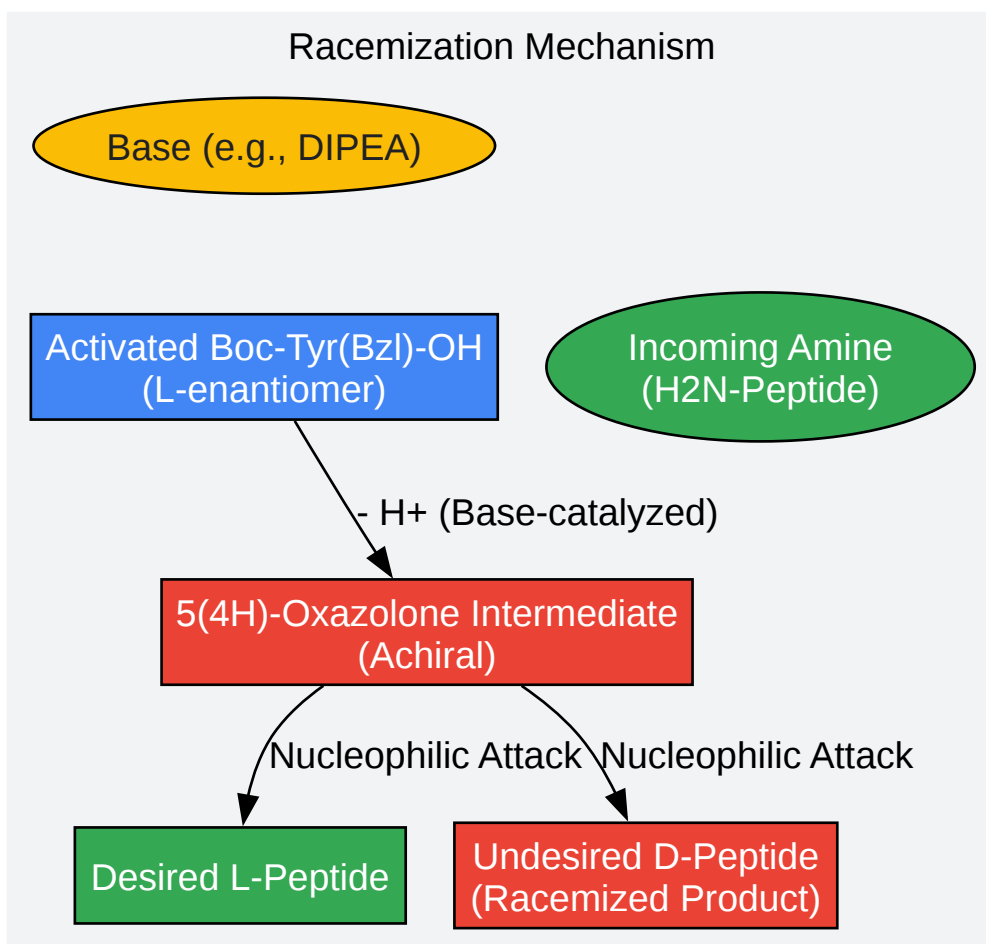 Racemization Mechanism
Base (e.g., DIPEA)
Activated Boc-Tyr(Bzl)-OH
(L-enantiomer)
Incoming Amine
(H2N-Peptide)
- H+ (Base-catalyzed)
5(4H)-Oxazolone Intermediate
(Achiral)
Nucleophilic Attack
Nucleophilic Attack
Desired L-Peptide
Undesired D-Peptide
(Racemized Product)